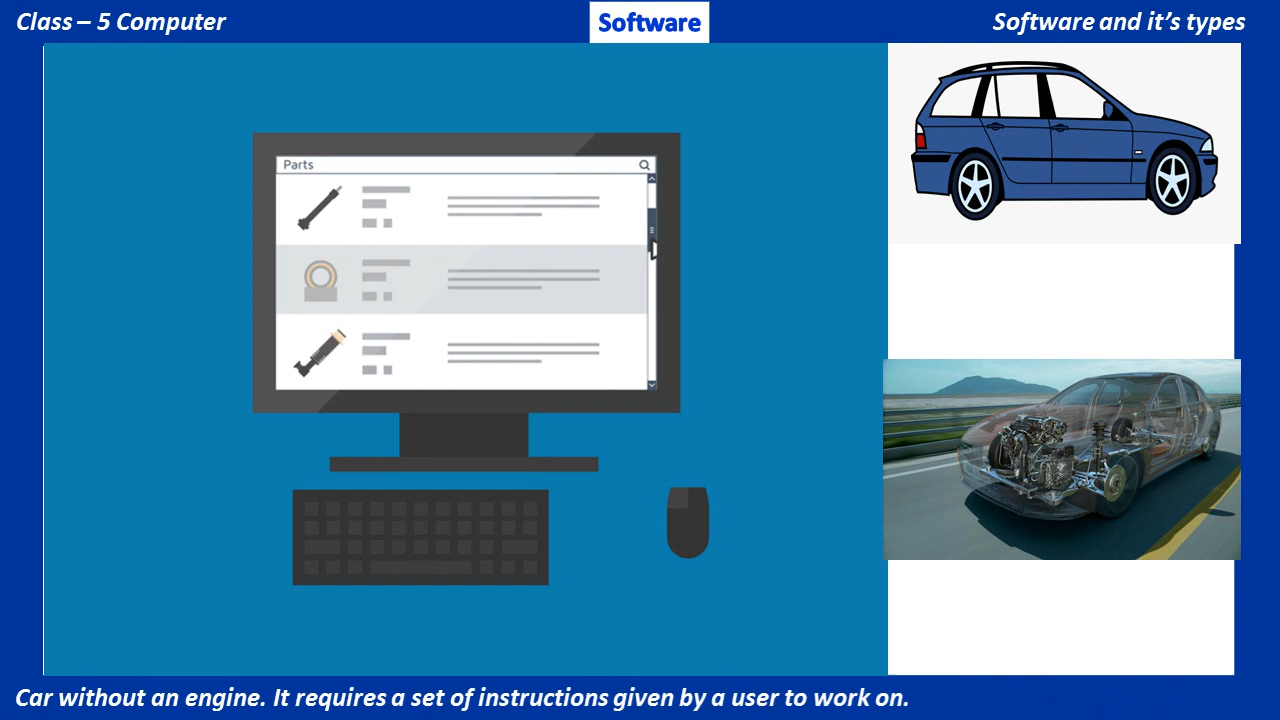 Class – 5 Computer
Software
Software and it’s types
Parts
Car without an engine. It requires a set of instructions given by a user to work on.